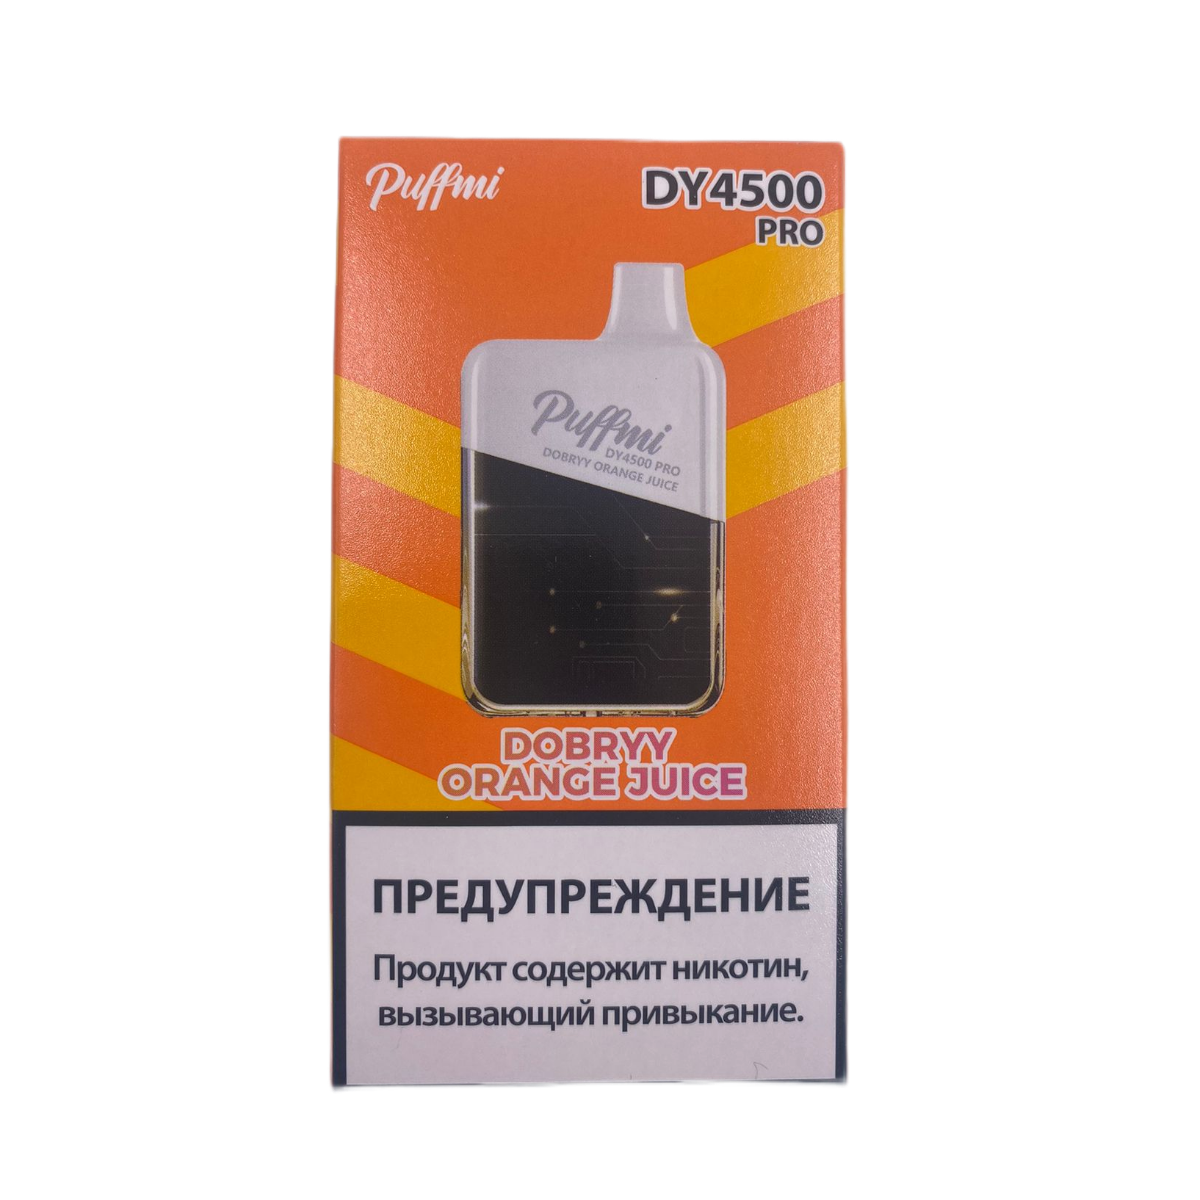 Puffmi
DY4500
PRO
Puffmi
DY4500 PRO
DOBRYY ORANGE JUICE
DOBRYY
ORANGE JUICE
ПРЕДУПРЕЖДЕНИЕ
Продукт содержит никотин,
вызывающий привыкание.